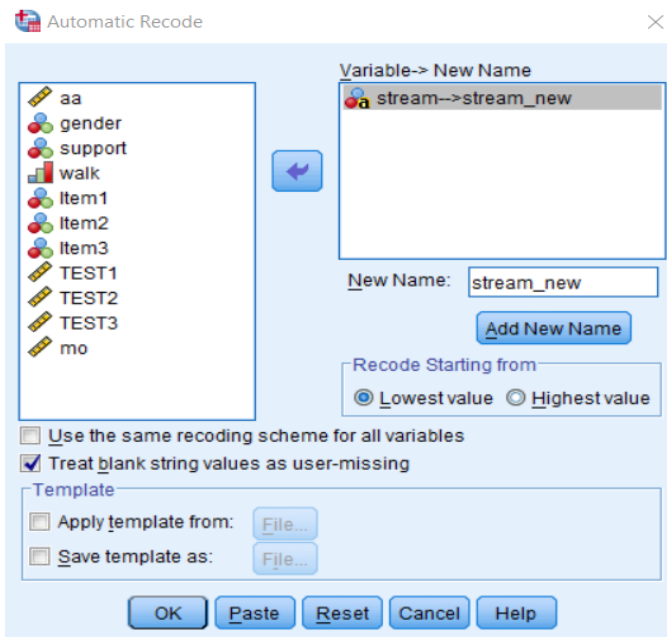 Automatic Recode
Variable-> New Name
aa
gender
support
walk
Item1
Item2
Item3
TEST1
TEST2
TEST3
mo
stream-->stream_new
New Name: stream_new
Add New Name
Recode Starting from
Lowest value Highest value
Use the same recoding scheme for all variables
Treat blank string values as user-missing
Template
Apply template from: File...
Save template as: File...
OK Paste Reset Cancel Help